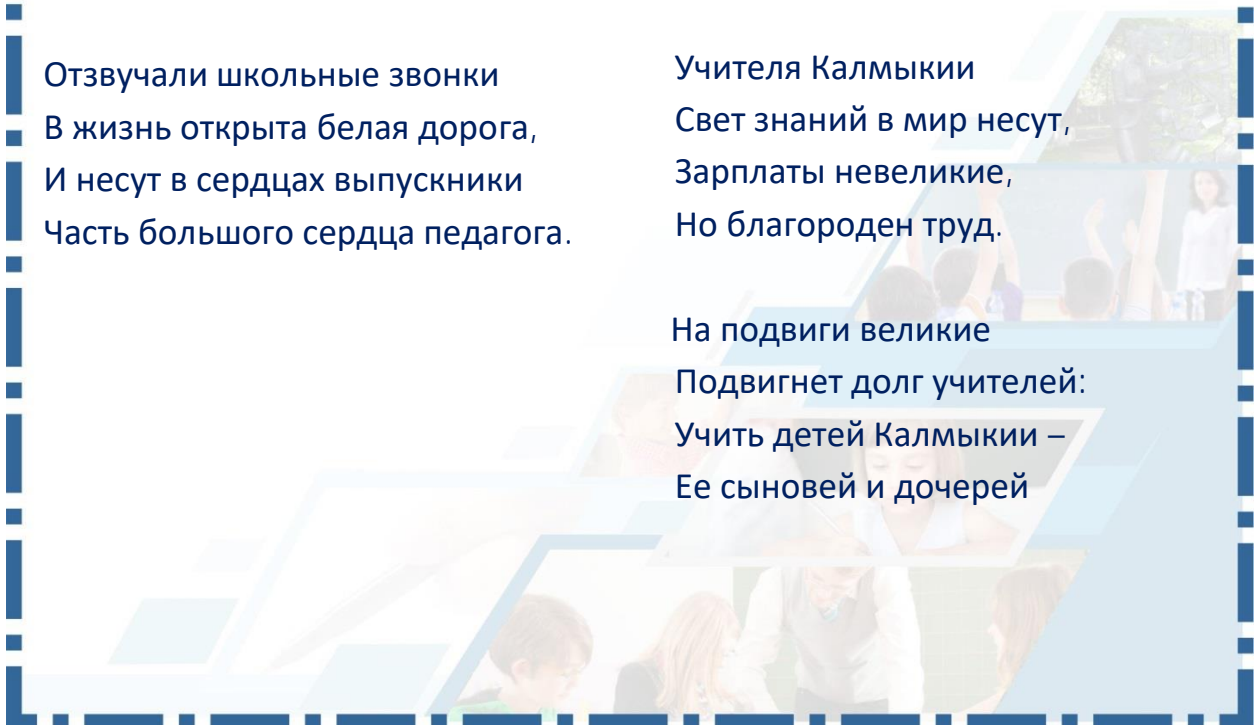 Отзвучали школьные звонки
В жизнь открыта белая дорога,
И несут в сердцах выпускники
Часть большого сердца педагога.
Учителя Калмыкии
Свет знаний в мир несут,
Зарплаты невеликие,
Но благороден труд.
На подвиги великие
Подвигнет долг учителей:
Учить детей Калмыкии –
Ее сыновей и дочерей